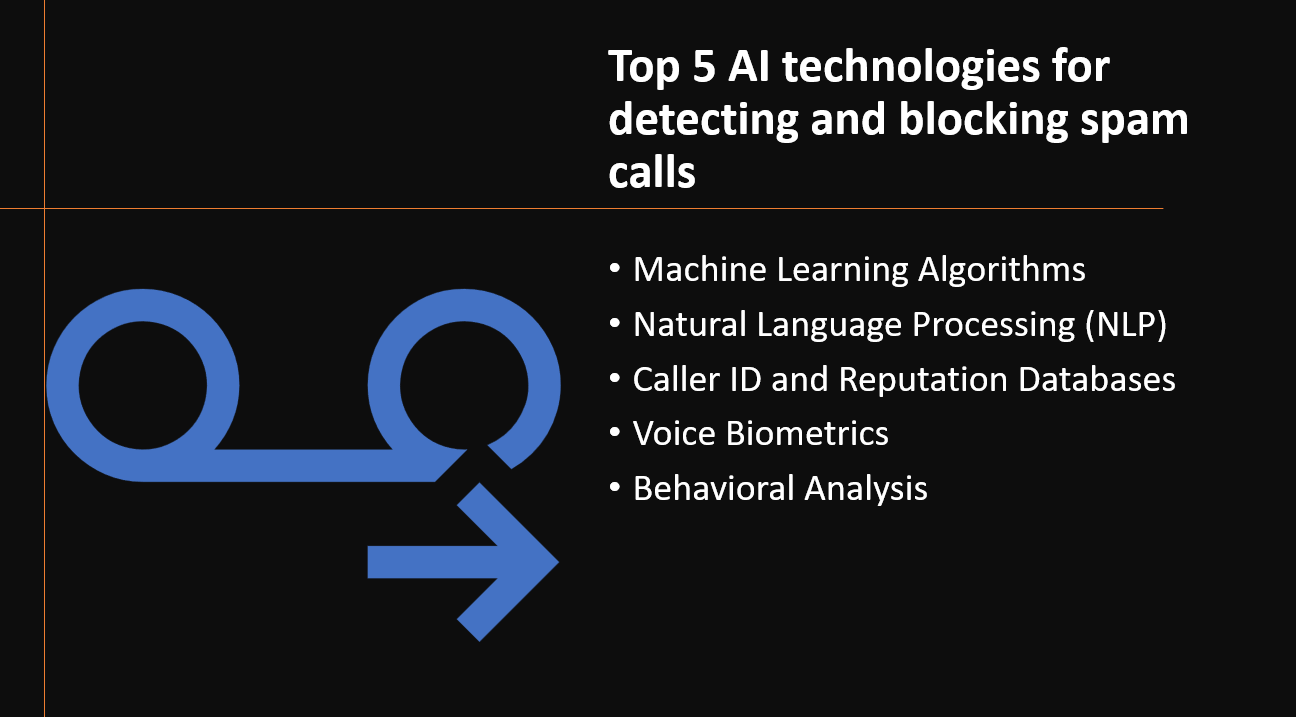 Top 5 AI technologies for
detecting and blocking spam
calls
• Machine Learning Algorithms
• Natural Language Processing (NLP)
• Caller ID and Reputation Databases
• Voice Biometrics
• Behavioral Analysis